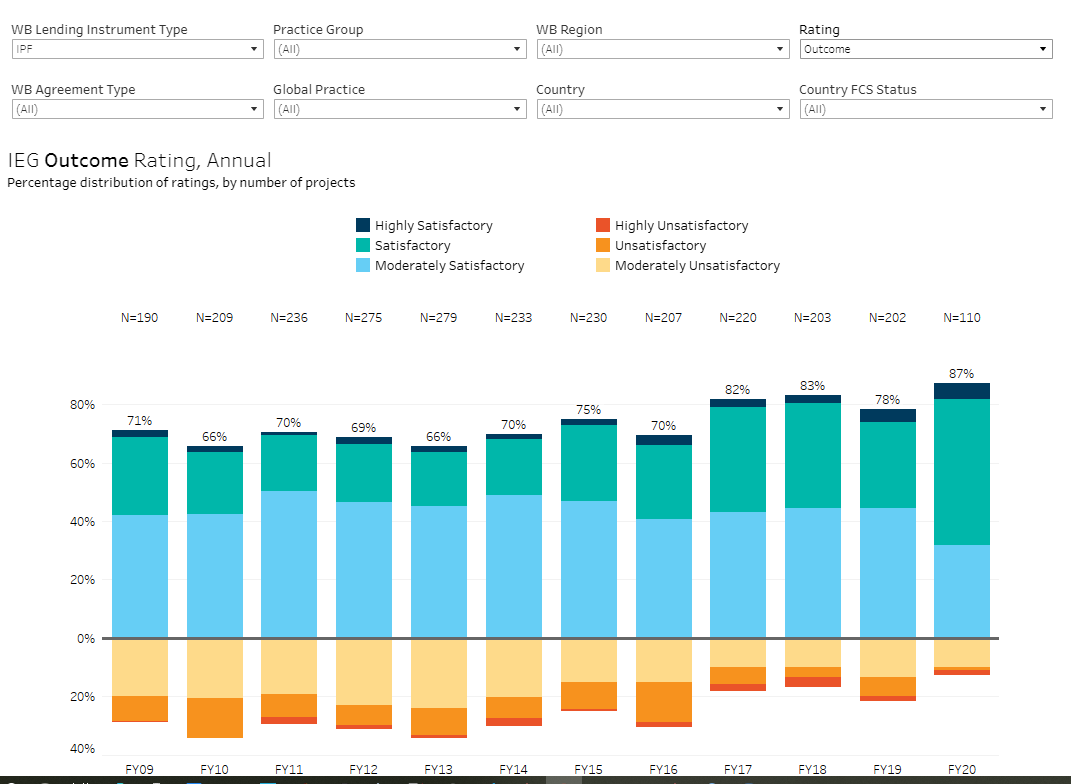 WB Lending Instrument Type Practice Group WB Region Rating
IPF (All) (All) Outcome
WB Agreement Type Global Practice Country Country FCS Status
(All) (All) (All) (All)
IEG Outcome Rating, Annual
Percentage distribution of ratings, by number of projects
Highly Satisfactory Highly Unsatisfactory
Satisfactory Unsatisfactory
Moderately Satisfactory Moderately Unsatisfactory
N=190 N=209 N=236 N=275 N=279 N=233 N=230 N=207 N=220 N=203 N=202 N=110
71% 66% 70% 69% 66% 70% 75% 70% 82% 83% 78% 87%
80%
60%
40%
20%
0%
20%
40%
FY09 FY10 FY11 FY12 FY13 FY14 FY15 FY16 FY17 FY18 FY19 FY20